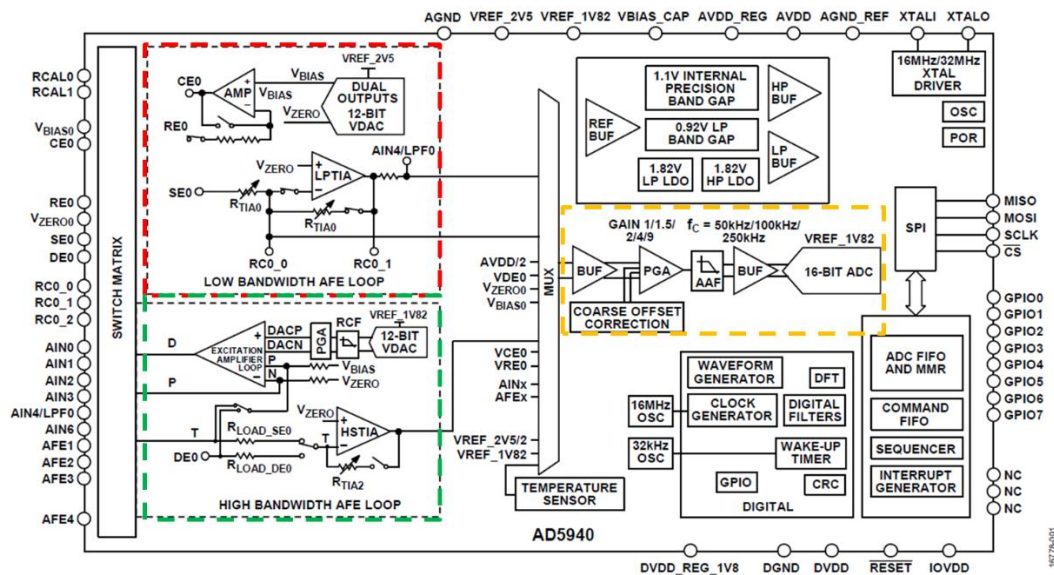 AGND VREF_2V5 VREF_1V82 VBIAS_CAP AVDD_REG AVDD AGND_REF XTALI XTALO
RCAL0
RCAL1
VBIAS0
CE0
RE0
VZERO0
SE0
DE0
RC0_0
RC0_1
RC0_2
AIN0
AIN1
AIN2
AIN3
AIN4/LPF0
AIN6
AFE1
AFE2
AFE3
AFE4
SWITCH MATRIX
VREF_2V5
CE0
AMP
+
−
VBIAS
VBIAS
VZERO
DUAL
OUTPUTS
12-BIT
VDAC
RE0
AIN4/LPF0
VZERO
+
−
LPTIA
SE0
RTIA0
RTIA0
RC0_0
RC0_1
LOW BANDWIDTH AFE LOOP
VREF_1V82
D
EXCITATION
AMPLIFIER
LOOP
+
−
DACP
DACN
P
N
PGA
RCF
12-BIT
VDAC
VBIAS
VZERO
P
T
DE0
RLOAD_SE0
RLOAD_DE0
VZERO
+
−
T
HSTIA
RTIA2
HIGH BANDWIDTH AFE LOOP
MUX
AVDD/2
VDE0
VZERO0
VBIAS0
VCE0
VRE0
AINx
AFEx
VREF_2V5/2
VREF_1V82
TEMPERATURE
SENSOR
REF
BUF
1.1V INTERNAL
PRECISION
BAND GAP
0.92V LP
BAND GAP
1.82V
LP LDO
1.82V
HP LDO
HP
BUF
LP
BUF
GAIN 1/1.5/
2/4/9
fC = 50kHz/100kHz/
250kHz
VREF_1V82
BUF
PGA
AAF
BUF
16-BIT ADC
COARSE OFFSET
CORRECTION
16MHz
OSC
32kHz
OSC
WAVEFORM
GENERATOR
DFT
CLOCK
GENERATOR
DIGITAL
FILTERS
WAKE-UP
TIMER
GPIO
CRC
DIGITAL
16MHz/32MHz
XTAL
DRIVER
OSC
POR
SPI
ADC FIFO
AND MMR
COMMAND
FIFO
SEQUENCER
INTERRUPT
GENERATOR
MISO
MOSI
SCLK
CS
GPIO0
GPIO1
GPIO2
GPIO3
GPIO4
GPIO5
GPIO6
GPIO7
NC
NC
NC
AD5940
DVDD_REG_1V8 DGND DVDD RESET IOVDD
16778-001